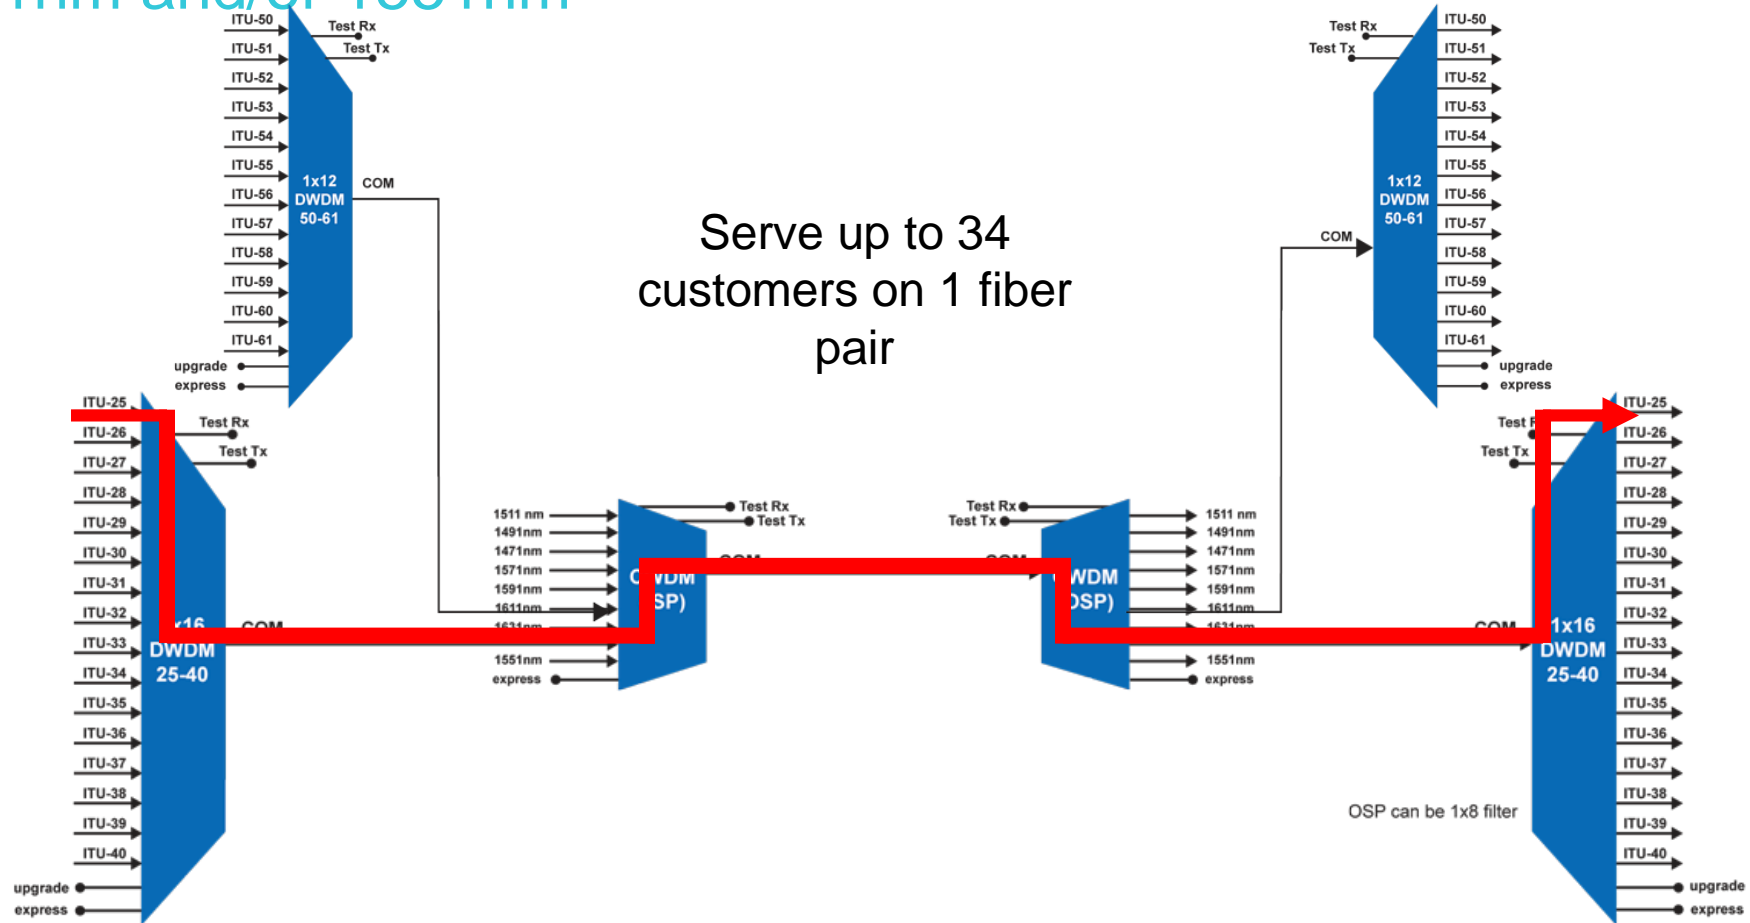 ITU-50
Test Rx
ITU-51
Test Tx
ITU-52
ITU-53
ITU-54
ITU-55
ITU-56
ITU-57
ITU-58
ITU-59
ITU-60
ITU-61
upgrade
express
1x12
DWDM
50-61
COM
Serve up to 34
customers on 1 fiber
pair
Test Rx
Test Tx
ITU-50
ITU-51
ITU-52
ITU-53
ITU-54
ITU-55
ITU-56
ITU-57
ITU-58
ITU-59
ITU-60
ITU-61
upgrade
express
1x12
DWDM
50-61
COM
ITU-25
ITU-26
ITU-27
ITU-28
ITU-29
ITU-30
ITU-31
ITU-32
ITU-33
ITU-34
ITU-35
ITU-36
ITU-37
ITU-38
ITU-39
ITU-40
upgrade
express
Test Rx
Test Tx
DWDM
25-40
COM
1511 nm
1491nm
1471nm
1571nm
1591nm
1611nm
1631nm
1551nm
express
Test Rx
Test Tx
COM
Test Rx
Test Tx
COM
1511 nm
1491nm
1471nm
1571nm
1591nm
1611nm
1631nm
1551nm
express
Test
Test Tx
COM
1x16
DWDM
25-40
OSP can be 1x8 filter
ITU-25
ITU-26
ITU-27
ITU-28
ITU-29
ITU-30
ITU-31
ITU-32
ITU-33
ITU-34
ITU-35
ITU-36
ITU-37
ITU-38
ITU-39
ITU-40
upgrade
express